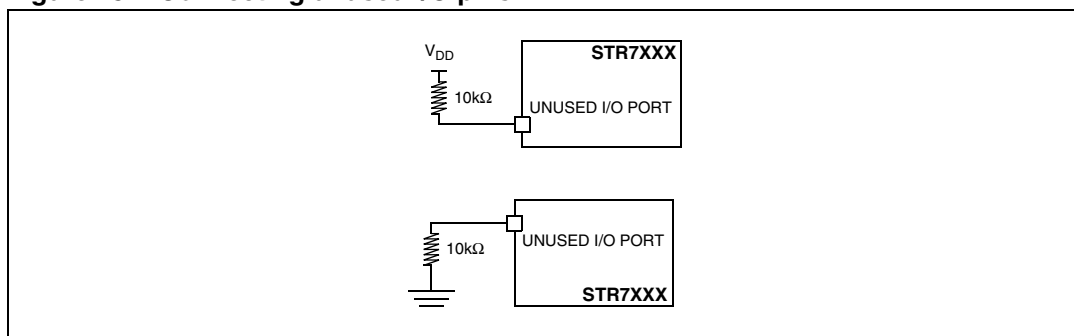 V_DD
STR7XXX
10kΩ
UNUSED I/O PORT
UNUSED I/O PORT
10kΩ
STR7XXX